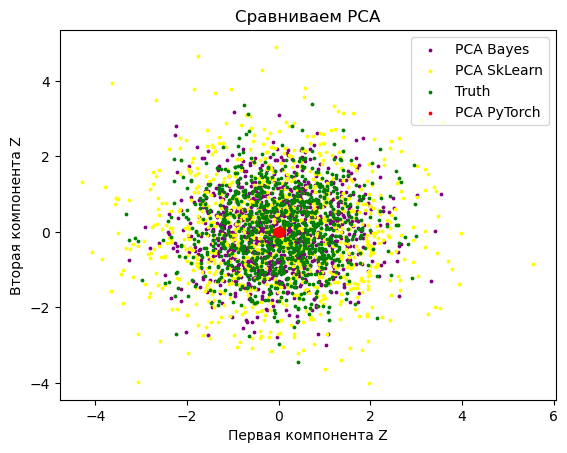 Сравниваем PCA
PCA Bayes
PCA SkLearn
Truth
PCA PyTorch
Вторая компонента Z
4
2
0
−2
−4
−4 −2 0 2 4 6
Первая компонента Z